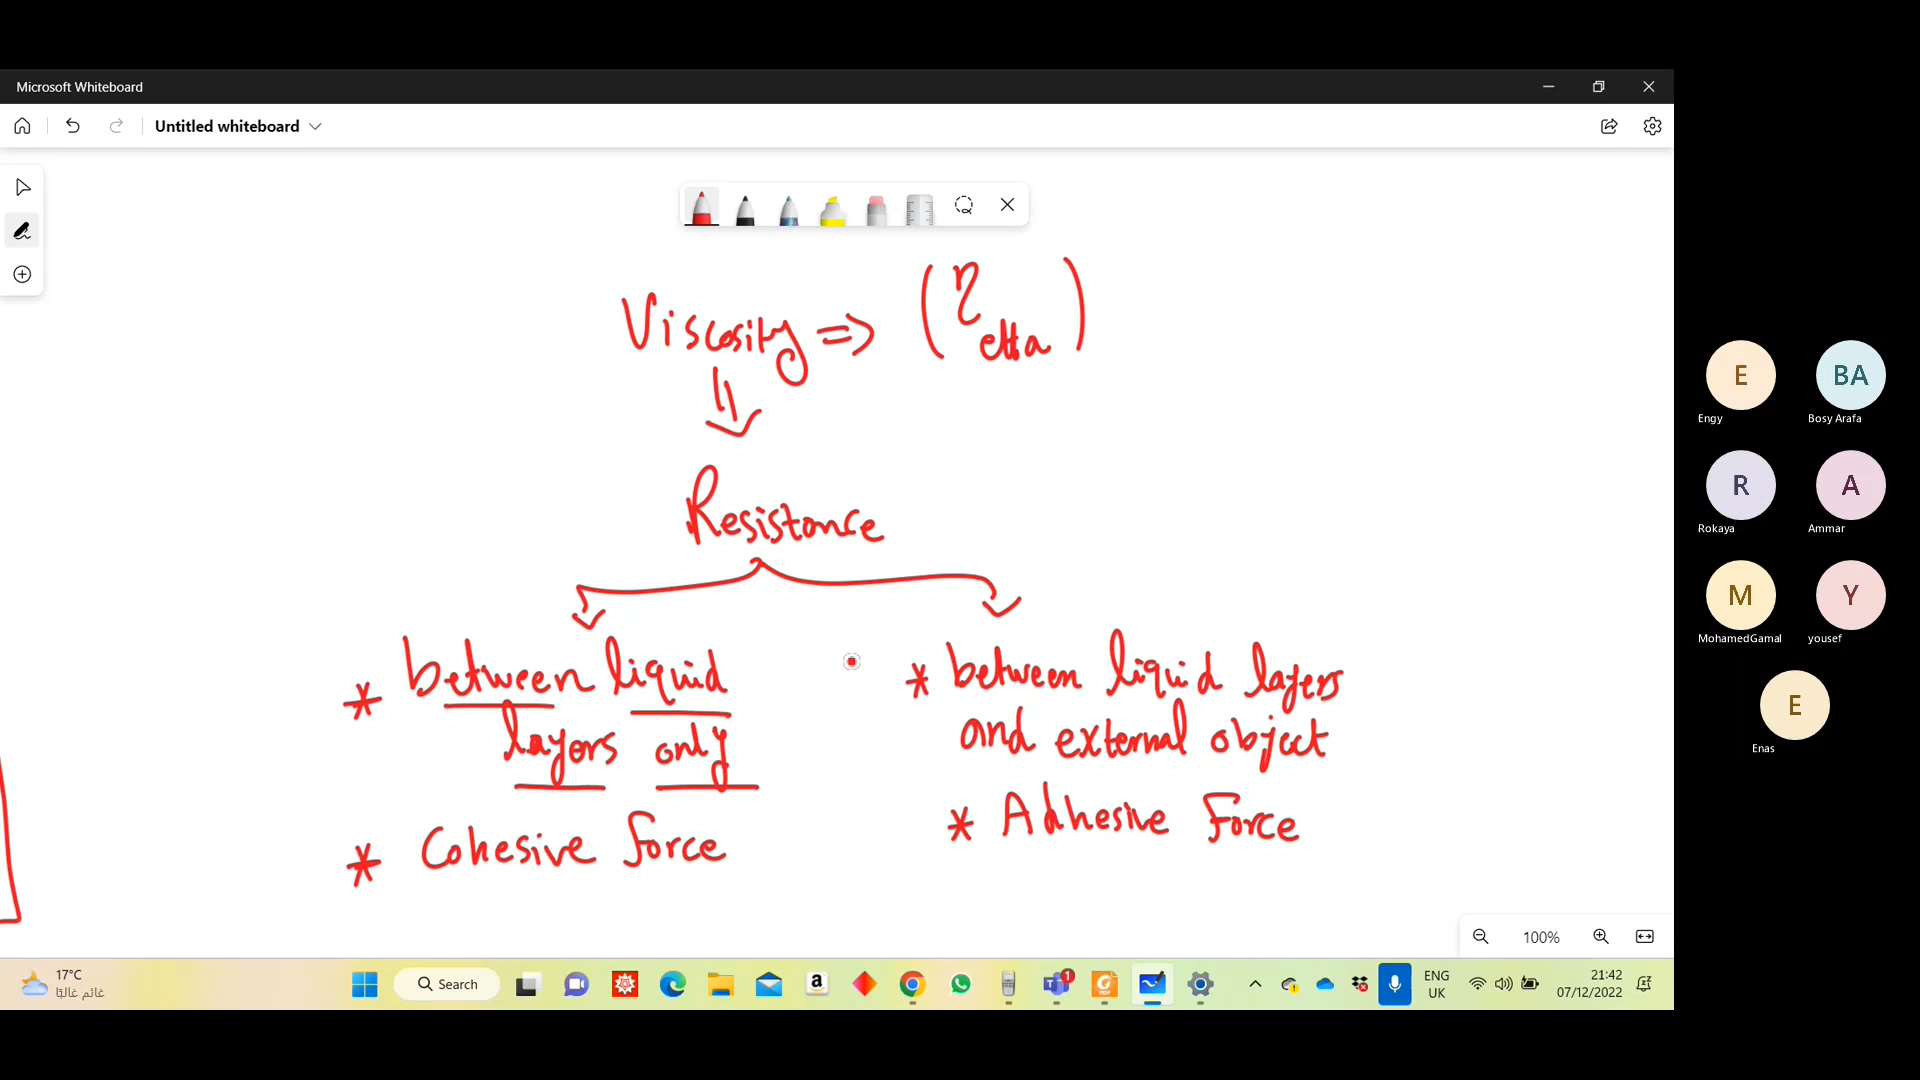 Microsoft Whiteboard
Untitled whiteboard
Viscosity => (η
etta)
Resistance
* between liquid
layers only
* Cohesive force
* between liquid layers
and external object
* Adhesive Force
E
Engy
BA
Bosy Arafa
R
Rokaya
A
Ammar
M
MohamedGamal
Y
yousef
E
Enas
100%
17°C
غائم غالبًا
Search
a
1
ENG
UK
21:42
07/12/2022